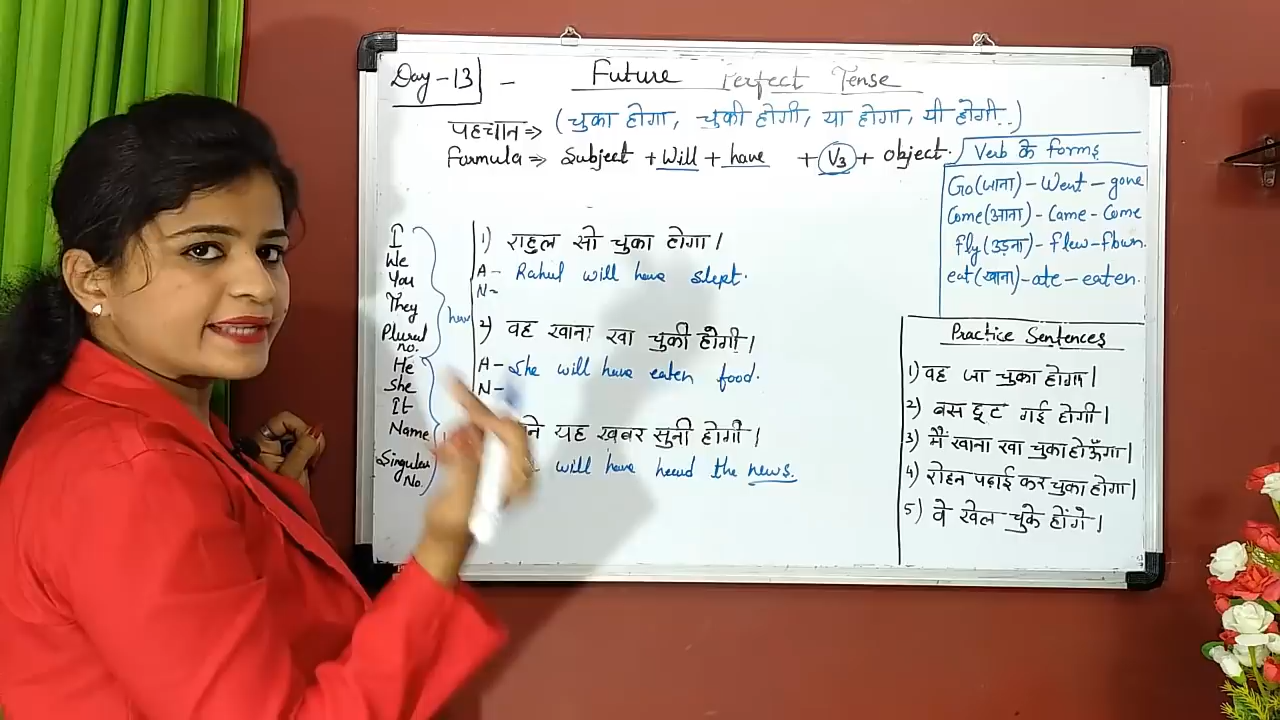 Day-13 - Future Perfect Tense
पहचान⇒ (चुका होगा, चुकी होगी, या होगा, यी होगी..)
Formula ⇒ Subject + Will + have + V3 + object.
Verb के forms
Go(जाना) - Went - gone
Come(आना) - Came - Come
fly(उड़ना) - flew - flown.
eat(खाना) - ate - eaten.
I
We
You
They
Plural no.
He
She
It
Name
Singular No.
have
1) राहुल सो चुका होगा।
A- Rahul will have slept.
N-
2) वह खाना खा चुकी होगी।
A- She will have eaten food.
N-
ने यह खबर सुनी होगी।
will have heard the news.
Practice Sentences
1) वह जा चुका होगा।
2) बस छूट गई होगी।
3) मैं खाना खा चुका होऊँगा।
4) रोहन पढ़ाई कर चुका होगा।
5) वे खेल चुके होंगे।